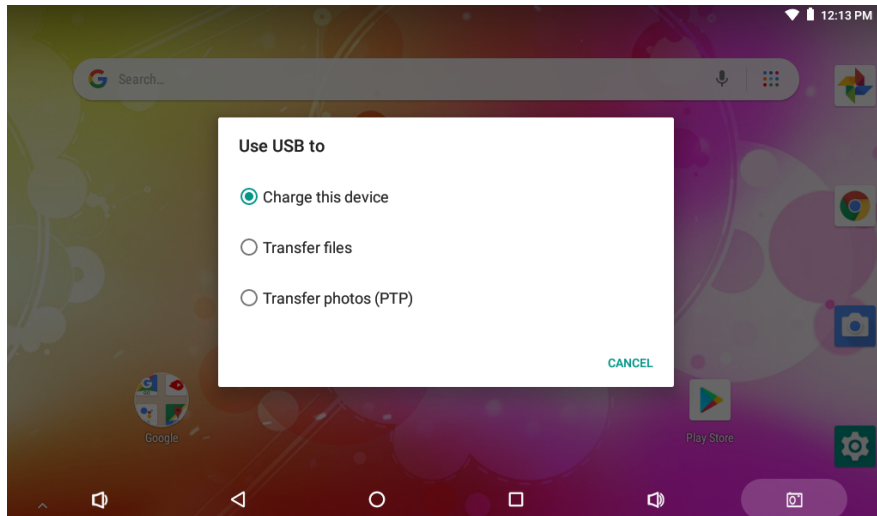 12:13 PM
Search...
Use USB to
Charge this device
Transfer files
Transfer photos (PTP)
CANCEL
Google
Play Store